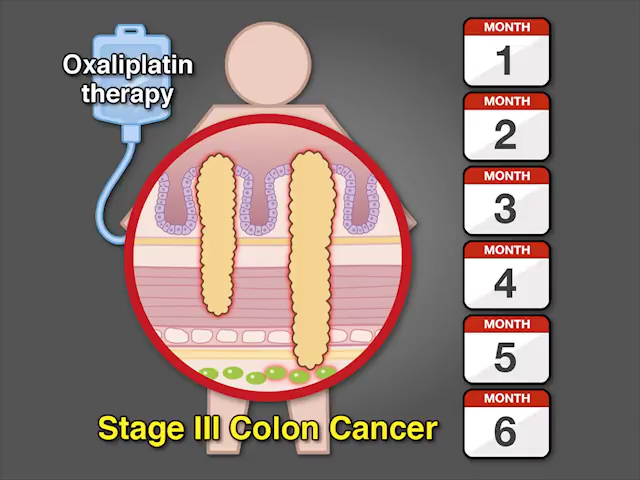 Oxaliplatin
therapy
Stage III Colon Cancer
MONTH
1
MONTH
2
MONTH
3
MONTH
4
MONTH
5
MONTH
6